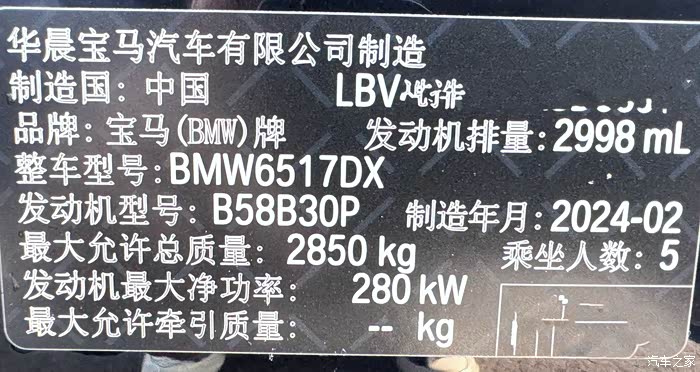 华晨宝马汽车有限公司制造
制造国: 中国 LBV
品牌: 宝马(BMW)牌 发动机排量: 2998 mL
整车型号: BMW6517DX
发动机型号: B58B30P 制造年月: 2024-02
最大允许总质量: 2850 kg 乘坐人数: 5
发动机最大净功率: 280 kW
最大允许牵引质量: -- kg
汽车之家